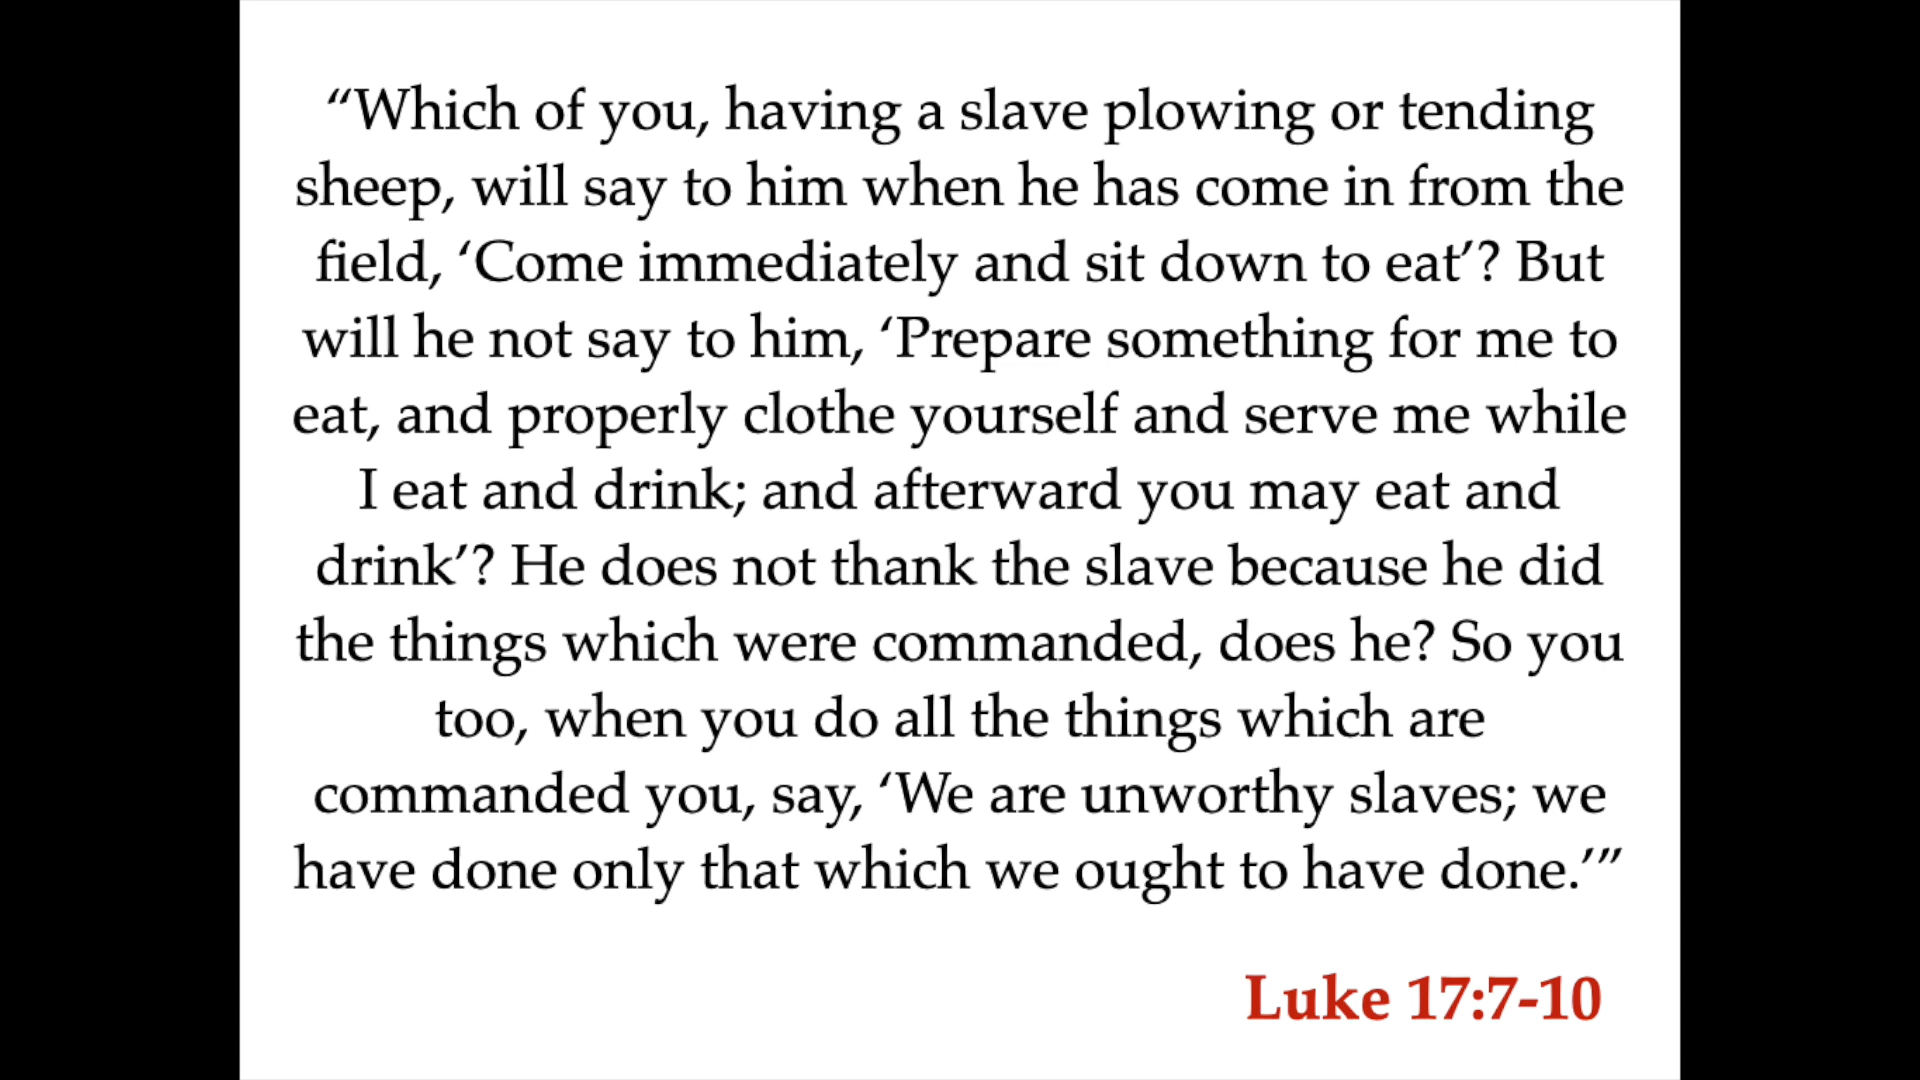 “Which of you, having a slave plowing or tending
sheep, will say to him when he has come in from the
field, ‘Come immediately and sit down to eat’? But
will he not say to him, ‘Prepare something for me to
eat, and properly clothe yourself and serve me while
I eat and drink; and afterward you may eat and
drink’? He does not thank the slave because he did
the things which were commanded, does he? So you
too, when you do all the things which are
commanded you, say, ‘We are unworthy slaves; we
have done only that which we ought to have done.’”
Luke 17:7-10